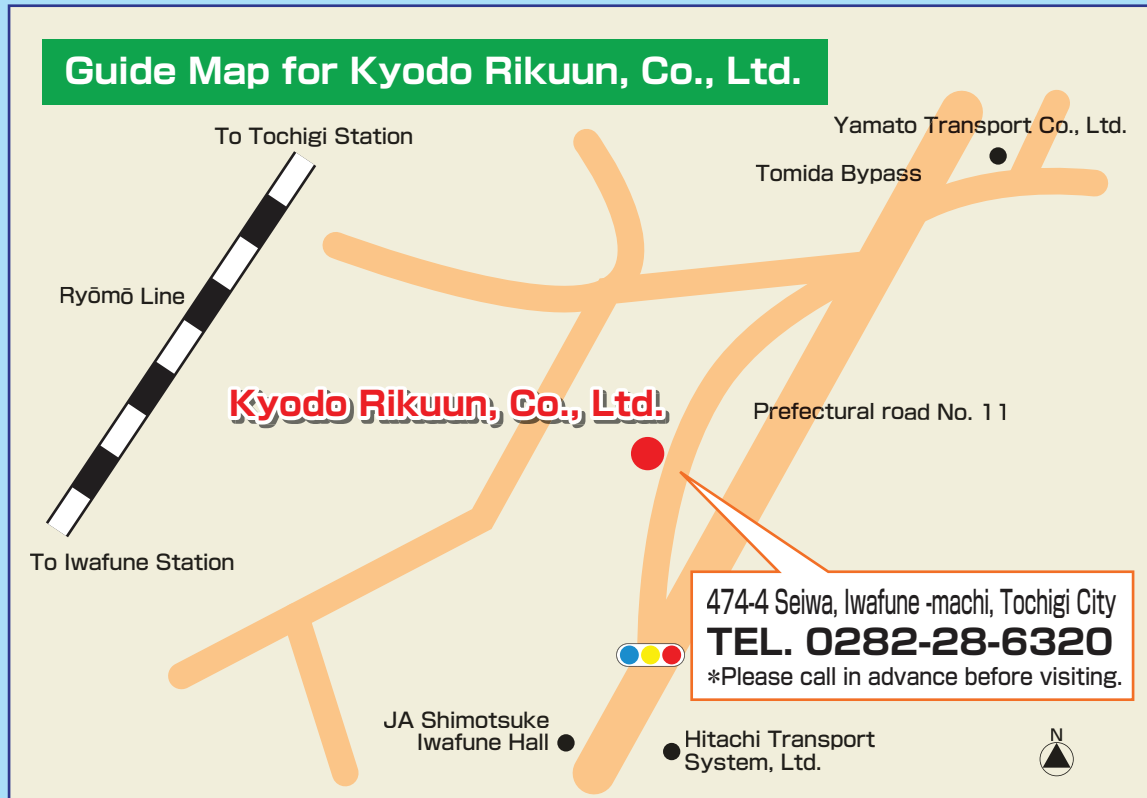 Guide Map for Kyodo Rikuun, Co., Ltd.
To Tochigi Station
Yamato Transport Co., Ltd.
Tomida Bypass
Ryōmō Line
Kyodo Rikuun, Co., Ltd.
Prefectural road No. 11
To Iwafune Station
474-4 Seiwa, Iwafune -machi, Tochigi City
TEL. 0282-28-6320
*Please call in advance before visiting.
JA Shimotsuke
Iwafune Hall
Hitachi Transport
System, Ltd.
N